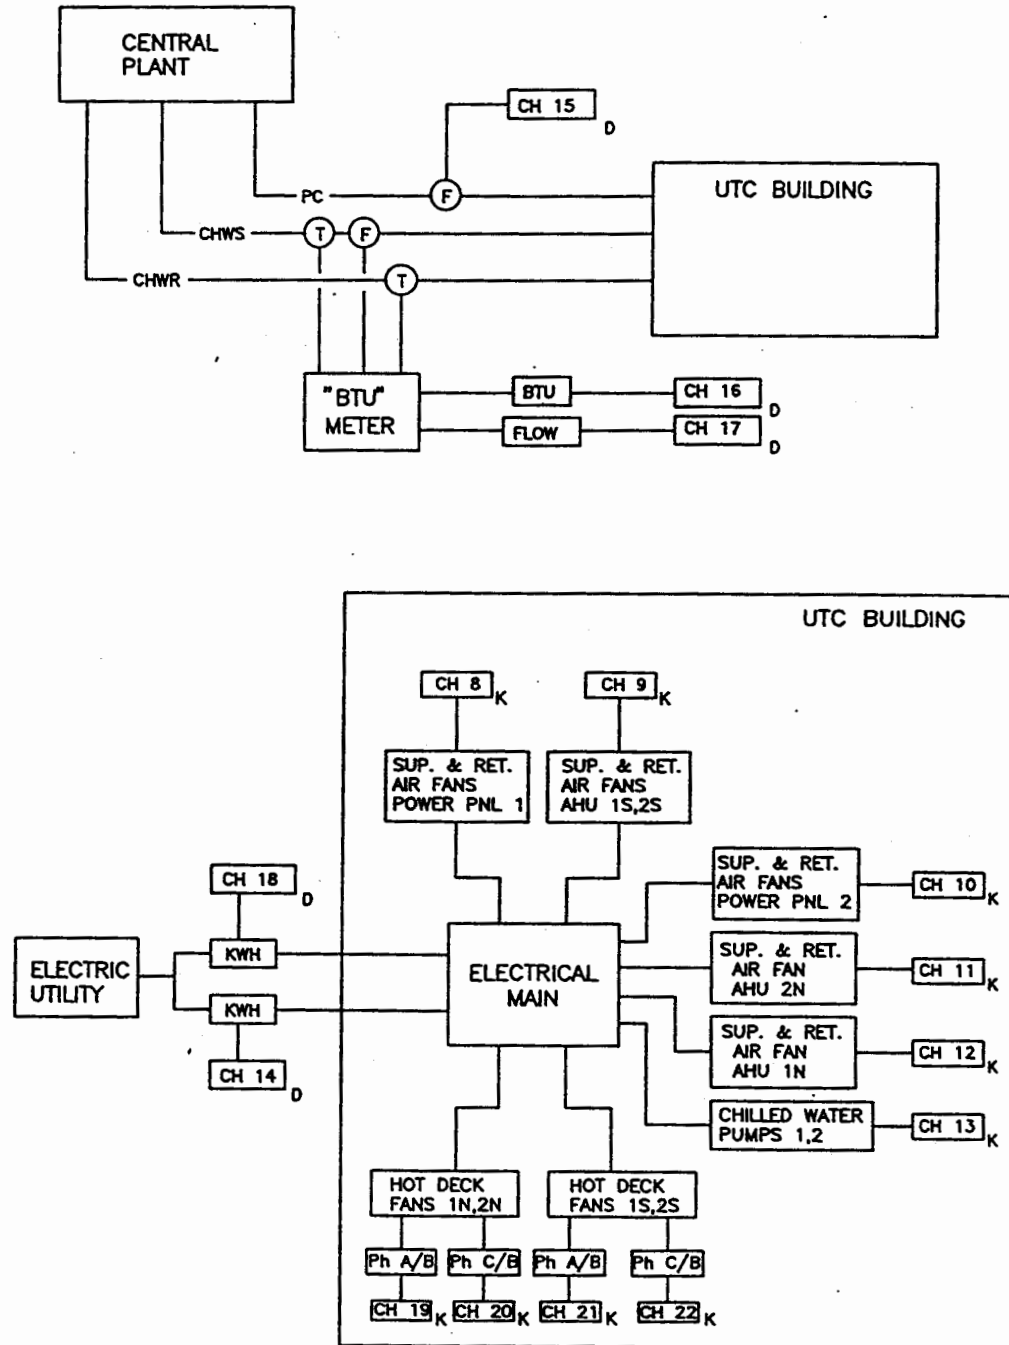 CENTRAL
PLANT
CH 15
D
PC
F
UTC BUILDING
CHWS
T
F
CHWR
T
"BTU"
METER
BTU
CH 16
D
FLOW
CH 17
D
UTC BUILDING
CH 8
K
CH 9
K
SUP. & RET.
AIR FANS
POWER PNL 1
SUP. & RET.
AIR FANS
AHU 1S,2S
SUP. & RET.
AIR FANS
POWER PNL 2
CH 10
K
CH 18
D
KWH
ELECTRIC
UTILITY
KWH
CH 14
D
ELECTRICAL
MAIN
SUP. & RET.
AIR FAN
AHU 2N
CH 11
K
SUP. & RET.
AIR FAN
AHU 1N
CH 12
K
CHILLED WATER
PUMPS 1,2
CH 13
K
HOT DECK
FANS 1N,2N
HOT DECK
FANS 1S,2S
Ph A/B
Ph C/B
Ph A/B
Ph C/B
CH 19
K
CH 20
K
CH 21
K
CH 22
K